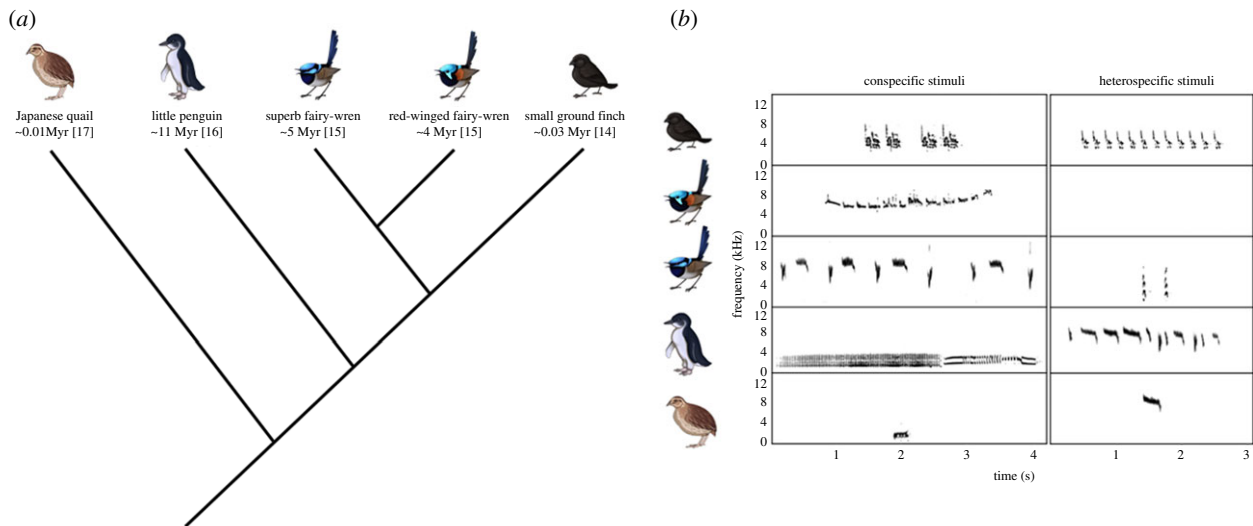 (a)
Japanese quail
~0.01Myr [17]
little penguin
~11 Myr [16]
superb fairy-wren
~5 Myr [15]
red-winged fairy-wren
~4 Myr [15]
small ground finch
~0.03 Myr [14]
(b)
conspecific stimuli
heterospecific stimuli
frequency (kHz)
12
8
4
0
12
8
4
0
12
8
4
0
12
8
4
0
12
8
4
0
1 2 3 4
1 2 3
time (s)